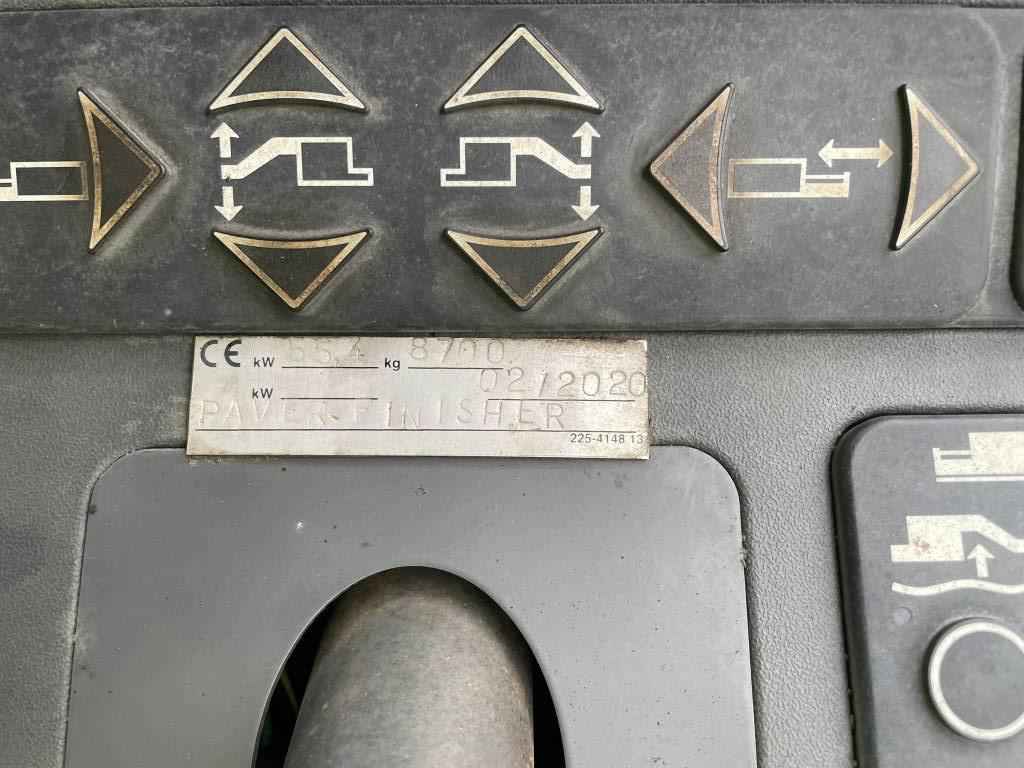 CE kW 55,4 kg 8700
kW 02/2020
PAVER-FINISHER
225-4148 13